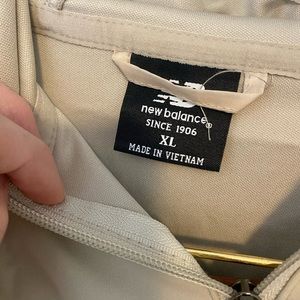 new balance
SINCE 1906
XL
MADE IN VIETNAM